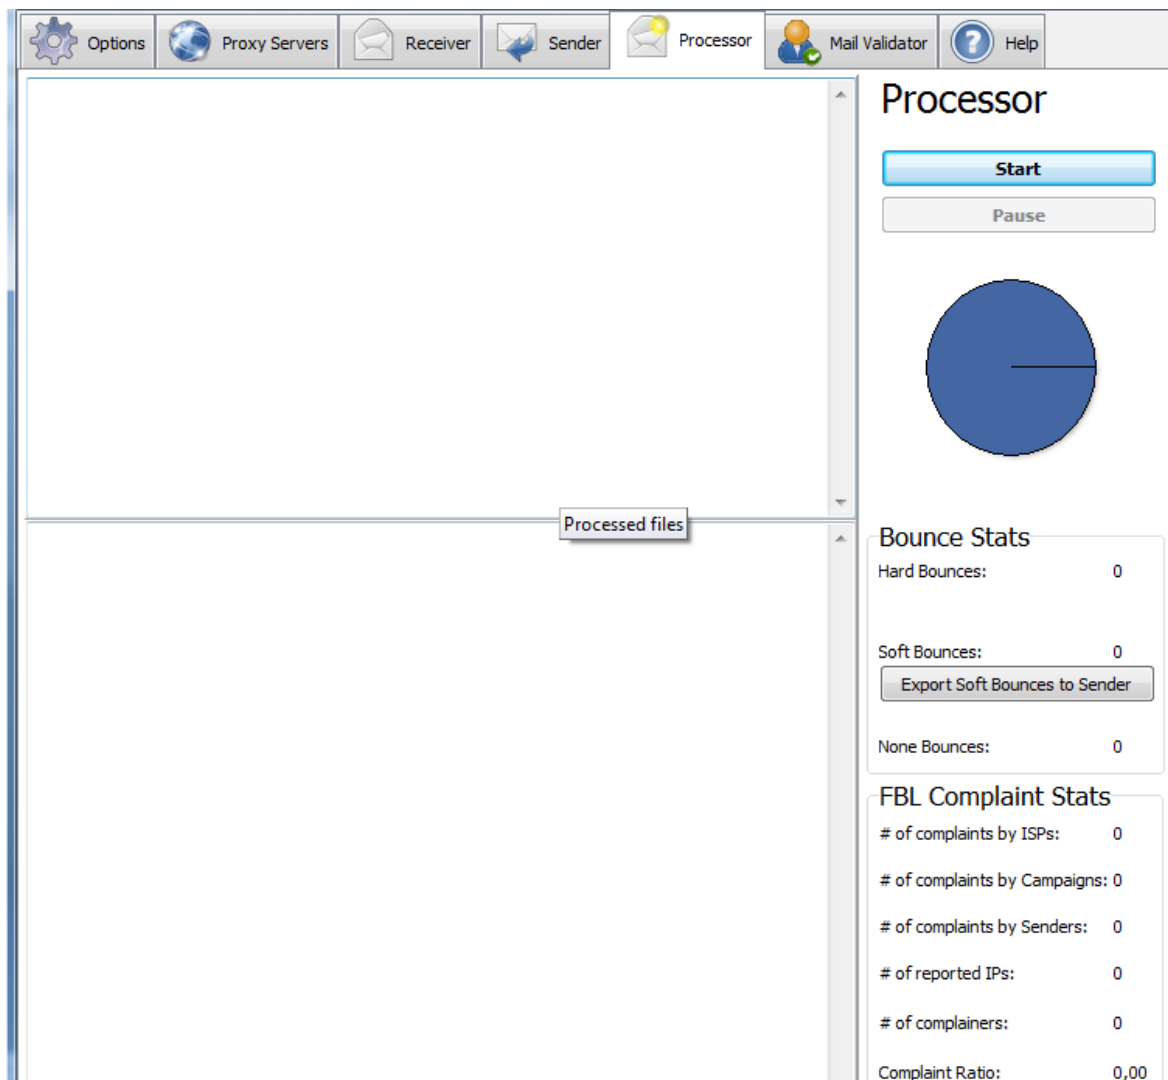 Options
Proxy Servers
Receiver
Sender
Processor
Mail Validator
Help
Processor
Start
Pause
Processed files
Bounce Stats
Hard Bounces: 0
Soft Bounces: 0
Export Soft Bounces to Sender
None Bounces: 0
FBL Complaint Stats
# of complaints by ISPs: 0
# of complaints by Campaigns: 0
# of complaints by Senders: 0
# of reported IPs: 0
# of complainers: 0
Complaint Ratio: 0,00